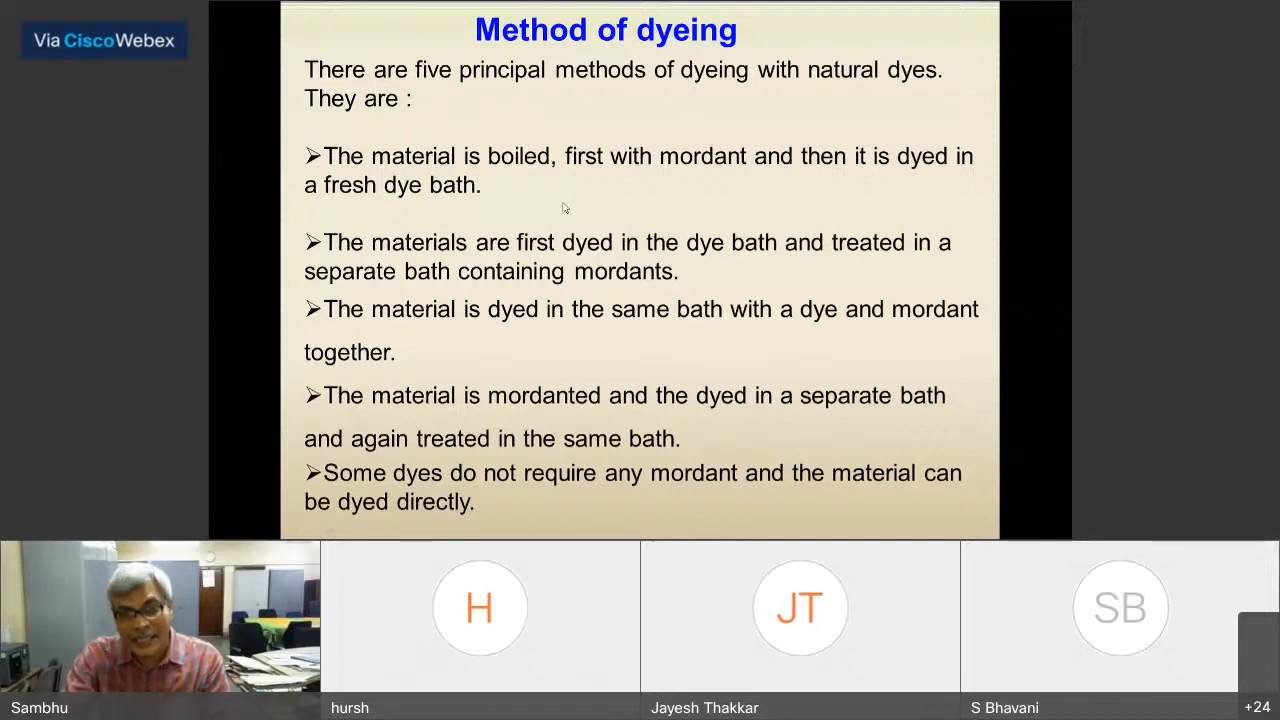 Via Cisco Webex
Method of dyeing
There are five principal methods of dyeing with natural dyes.
They are :
➢The material is boiled, first with mordant and then it is dyed in
a fresh dye bath.
➢The materials are first dyed in the dye bath and treated in a
separate bath containing mordants.
➢The material is dyed in the same bath with a dye and mordant
together.
➢The material is mordanted and the dyed in a separate bath
and again treated in the same bath.
➢Some dyes do not require any mordant and the material can
be dyed directly.
H
JT
SB
Sambhu
hursh
Jayesh Thakkar
S Bhavani
+24